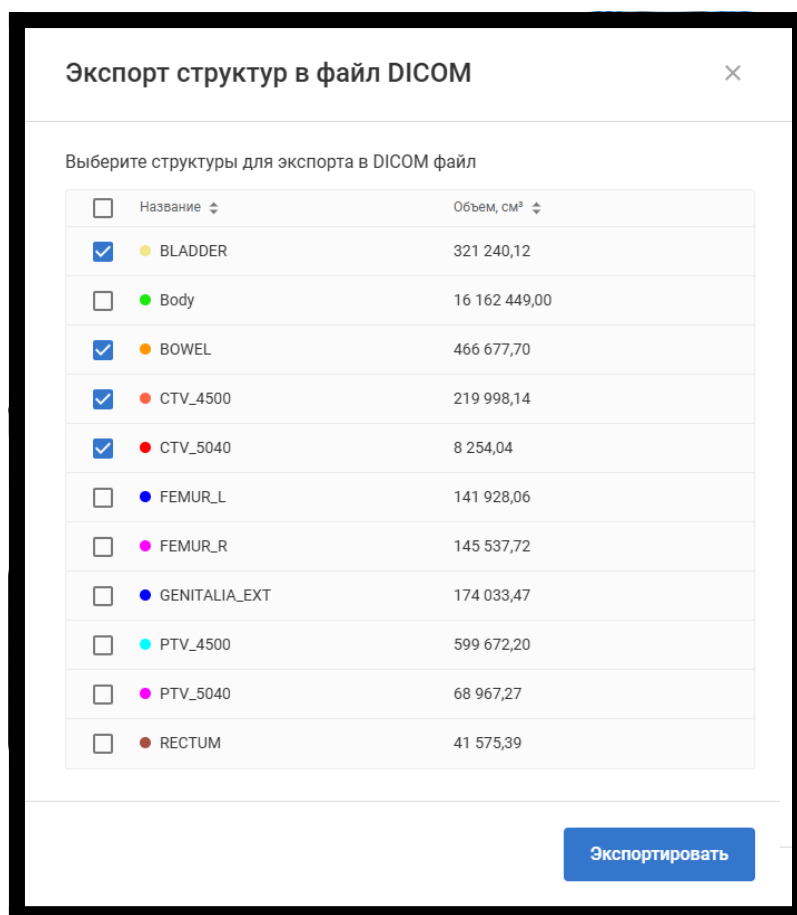 Экспорт структур в файл DICOM
Выберите структуры для экспорта в DICOM файл
Название Объем, см³
BLADDER 321 240,12
Body 16 162 449,00
BOWEL 466 677,70
CTV_4500 219 998,14
CTV_5040 8 254,04
FEMUR_L 141 928,06
FEMUR_R 145 537,72
GENITALIA_EXT 174 033,47
PTV_4500 599 672,20
PTV_5040 68 967,27
RECTUM 41 575,39
Экспортировать